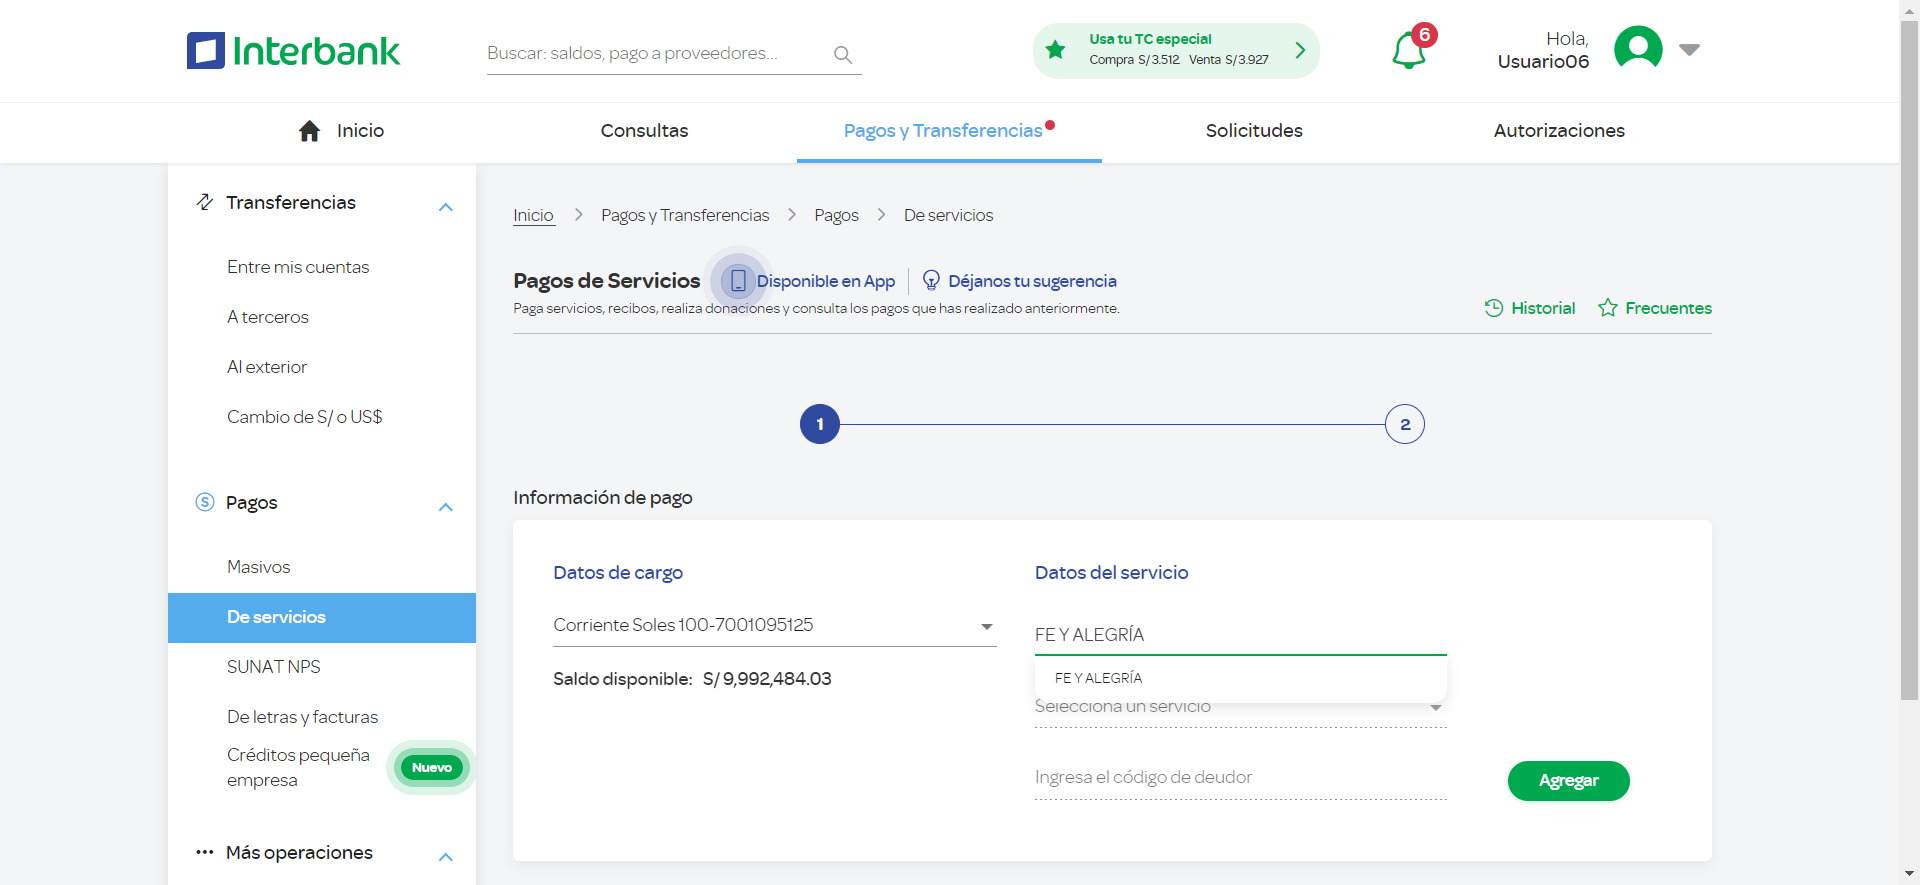 Interbank
Buscar: saldos, pago a proveedores...
Usa tu TC especial
Compra S/3.512 Venta S/3.927
6
Hola,
Usuario06
Inicio
Consultas
Pagos y Transferencias
Solicitudes
Autorizaciones
Transferencias
Entre mis cuentas
A terceros
Al exterior
Cambio de S/ o US$
S Pagos
Masivos
De servicios
SUNAT NPS
De letras y facturas
Créditos pequeña
empresa
Nuevo
Más operaciones
Inicio > Pagos y Transferencias > Pagos > De servicios
Pagos de Servicios
Disponible en App
Déjanos tu sugerencia
Paga servicios, recibos, realiza donaciones y consulta los pagos que has realizado anteriormente.
Historial
Frecuentes
1
2
Información de pago
Datos de cargo
Corriente Soles 100-7001095125
Saldo disponible: S/ 9,992,484.03
Datos del servicio
FE Y ALEGRÍA
FE Y ALEGRÍA
Selecciona un servicio
Ingresa el código de deudor
Agregar